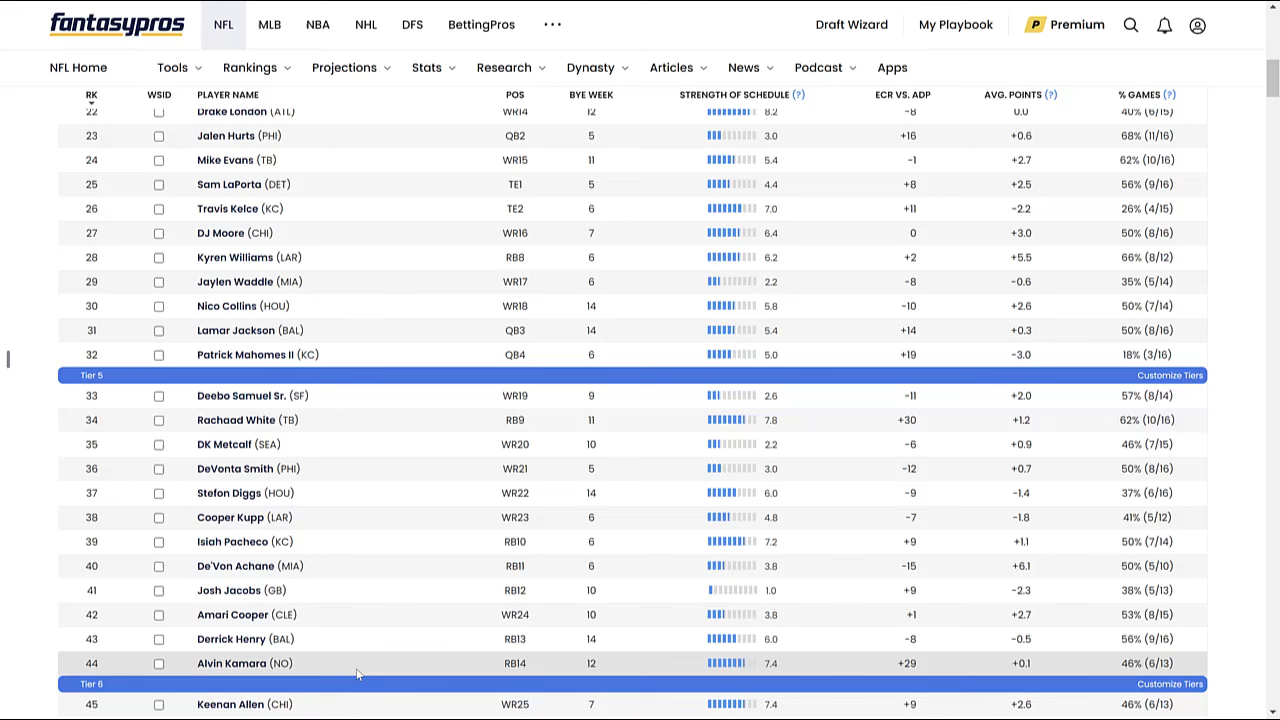 fantasypros NFL MLB NBA NHL DFS BettingPros ••• Draft Wizard My Playbook P Premium
NFL Home Tools Rankings Projections Stats Research Dynasty Articles News Podcast Apps
RK WSID PLAYER NAME POS BYE WEEK STRENGTH OF SCHEDULE (?) ECR VS. ADP AVG. POINTS (?) % GAMES (?)
22 Drake London (ATL) WR14 12 8.2 -8 0.0 40% (6/15)
23 Jalen Hurts (PHI) QB2 5 3.0 +16 +0.6 68% (11/16)
24 Mike Evans (TB) WR15 11 5.4 -1 +2.7 62% (10/16)
25 Sam LaPorta (DET) TE1 5 4.4 +8 +2.5 56% (9/16)
26 Travis Kelce (KC) TE2 6 7.0 +11 -2.2 26% (4/15)
27 DJ Moore (CHI) WR16 7 6.4 0 +3.0 50% (8/16)
28 Kyren Williams (LAR) RB8 6 6.2 +2 +5.5 66% (8/12)
29 Jaylen Waddle (MIA) WR17 6 2.2 -8 -0.6 35% (5/14)
30 Nico Collins (HOU) WR18 14 5.8 -10 +2.6 50% (7/14)
31 Lamar Jackson (BAL) QB3 14 5.4 +14 +0.3 50% (8/16)
32 Patrick Mahomes II (KC) QB4 6 5.0 +19 -3.0 18% (3/16)
Tier 5 Customize Tiers
33 Deebo Samuel Sr. (SF) WR19 9 2.6 -11 +2.0 57% (8/14)
34 Rachaad White (TB) RB9 11 7.8 +30 +1.2 62% (10/16)
35 DK Metcalf (SEA) WR20 10 2.2 -6 +0.9 46% (7/15)
36 DeVonta Smith (PHI) WR21 5 3.0 -12 +0.7 50% (8/16)
37 Stefon Diggs (HOU) WR22 14 6.0 -9 -1.4 37% (6/16)
38 Cooper Kupp (LAR) WR23 6 4.8 -7 -1.8 41% (5/12)
39 Isiah Pacheco (KC) RB10 6 7.2 +9 +1.1 50% (7/14)
40 De'Von Achane (MIA) RB11 6 3.8 -15 +6.1 50% (5/10)
41 Josh Jacobs (GB) RB12 10 1.0 +9 -2.3 38% (5/13)
42 Amari Cooper (CLE) WR24 10 3.8 +1 +2.7 53% (8/15)
43 Derrick Henry (BAL) RB13 14 6.0 -8 -0.5 56% (9/16)
44 Alvin Kamara (NO) RB14 12 7.4 +29 +0.1 46% (6/13)
Tier 6 Customize Tiers
45 Keenan Allen (CHI) WR25 7 7.4 +9 +2.6 46% (6/13)